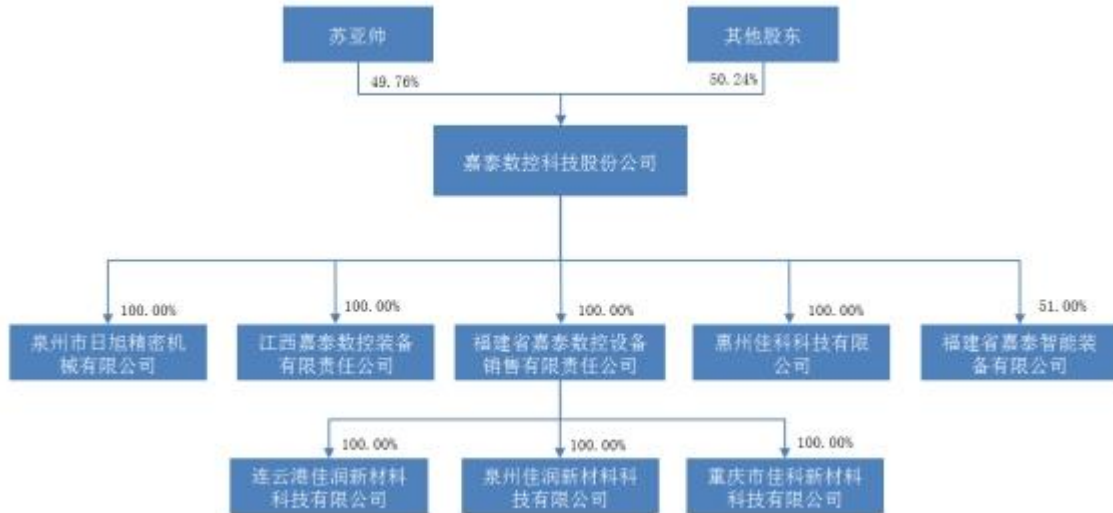 苏亚帅
其他股东
49.76%
50.24%
嘉泰数控科技股份公司
100.00%
100.00%
100.00%
100.00%
51.00%
泉州市日旭精密机
械有限公司
江西嘉泰数控装备
有限责任公司
福建省嘉泰数控设备
销售有限责任公司
惠州佳科科技有限
公司
福建省嘉泰智能装
备有限公司
100.00%
100.00%
100.00%
连云港佳润新材料
科技有限公司
泉州佳润新材料科
技有限公司
重庆市佳科新材料
科技有限公司